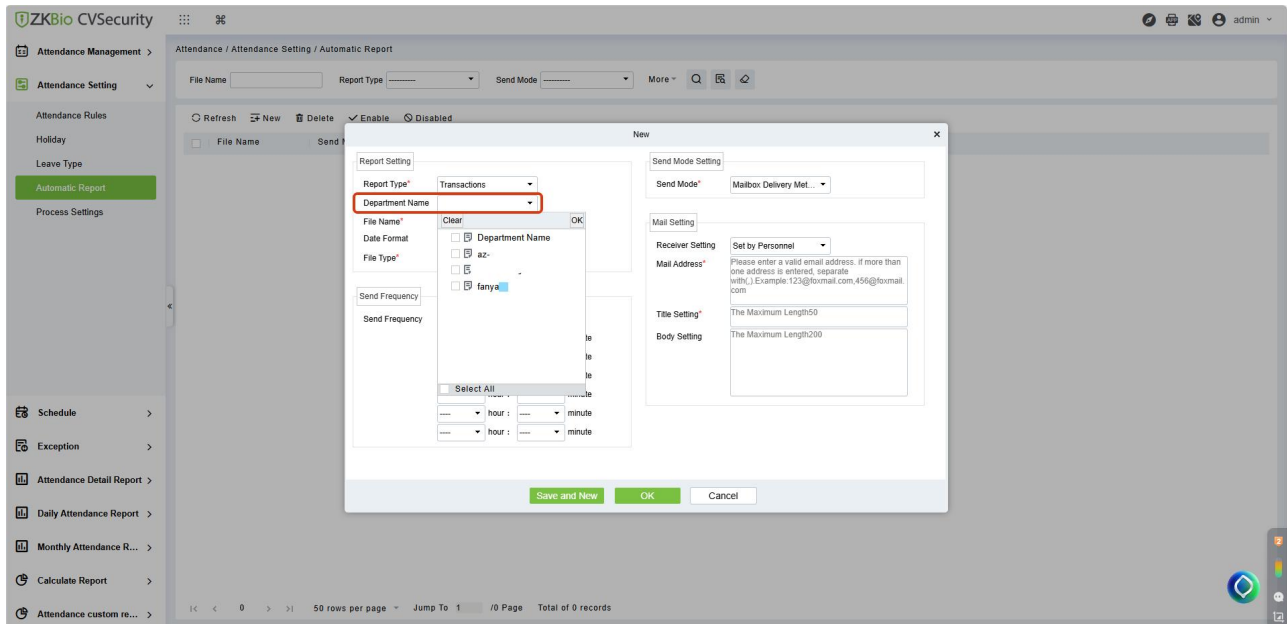 ZKBio CVSecurity
admin
Attendance Management
Attendance / Attendance Setting / Automatic Report
Attendance Setting
File Name
Report Type ----------
Send Mode ----------
More
Attendance Rules
Holiday
Leave Type
Automatic Report
Process Settings
Refresh New Delete Enable Disabled
File Name
New
Report Setting
Report Type* Transactions
Department Name
File Name*
Date Format
File Type*
Clear OK
Department Name
az-
fanya
Select All
Send Frequency
Send Frequency
---- hour : ---- minute
---- hour : ---- minute
Send Mode Setting
Send Mode* Mailbox Delivery Met...
Mail Setting
Receiver Setting Set by Personnel
Mail Address* Please enter a valid email address. if more than
one address is entered, separate
with(,).Example:123@foxmail.com,456@foxmail.
com
Title Setting* The Maximum Length50
Body Setting The Maximum Length200
Save and New OK Cancel
Schedule
Exception
Attendance Detail Report
Daily Attendance Report
Monthly Attendance R...
Calculate Report
Attendance custom re...
0 50 rows per page Jump To 1 /0 Page Total of 0 records